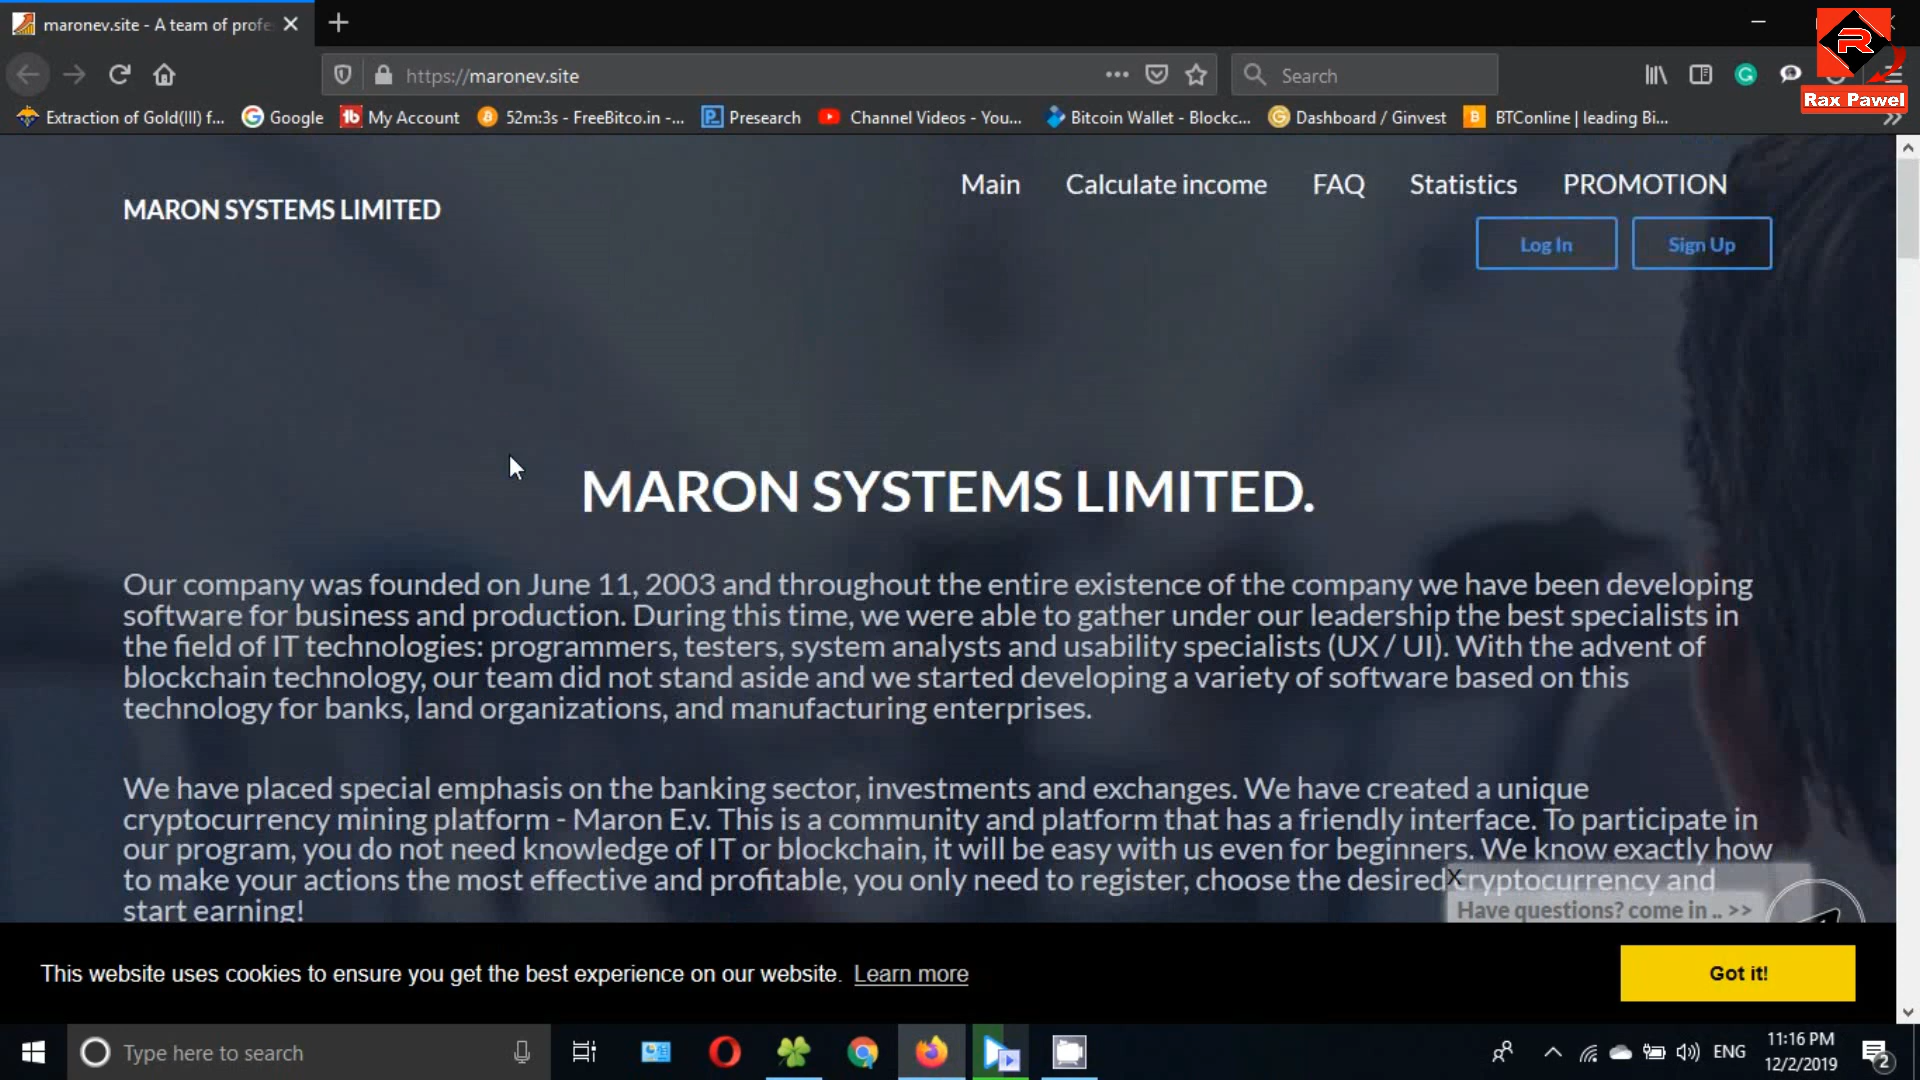 maronev.site - A team of profe
https://maronev.site
Search
Rax Pawel
Extraction of Gold(III) f...
Google
My Account
52m:3s - FreeBitco.in -...
Presearch
Channel Videos - You...
Bitcoin Wallet - Blockc...
Dashboard / Ginvest
BTConline | leading Bi...
MARON SYSTEMS LIMITED
Main
Calculate income
FAQ
Statistics
PROMOTION
Log In
Sign Up
MARON SYSTEMS LIMITED.
Our company was founded on June 11, 2003 and throughout the entire existence of the company we have been developing
software for business and production. During this time, we were able to gather under our leadership the best specialists in
the field of IT technologies: programmers, testers, system analysts and usability specialists (UX / UI). With the advent of
blockchain technology, our team did not stand aside and we started developing a variety of software based on this
technology for banks, land organizations, and manufacturing enterprises.
We have placed special emphasis on the banking sector, investments and exchanges. We have created a unique
cryptocurrency mining platform - Maron E.v. This is a community and platform that has a friendly interface. To participate in
our program, you do not need knowledge of IT or blockchain, it will be easy with us even for beginners. We know exactly how
to make your actions the most effective and profitable, you only need to register, choose the desired cryptocurrency and
start earning!
X
Have questions? come in .. >>
This website uses cookies to ensure you get the best experience on our website. Learn more
Got it!
Type here to search
ENG
11:16 PM
12/2/2019
2